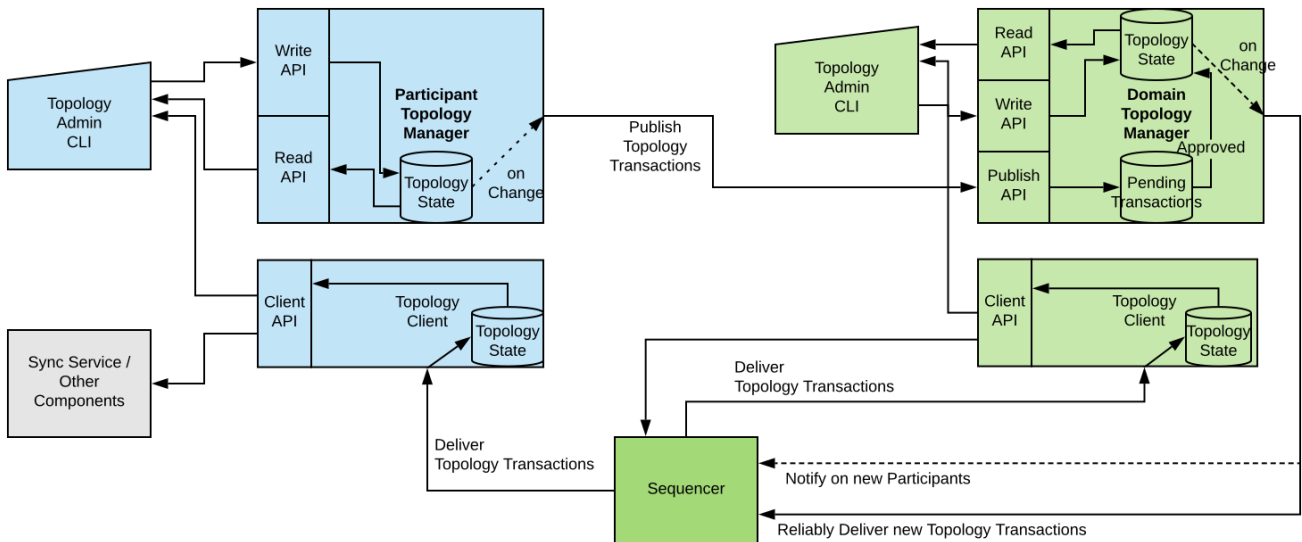 Topology
Admin
CLI
Write
API
Read
API
Participant
Topology
Manager
Topology
State
on
Change
Publish
Topology
Transactions
Topology
Admin
CLI
Read
API
Write
API
Publish
API
Topology
State
on
Change
Domain
Topology
Manager
Approved
Pending
Transactions
Client
API
Topology
Client
Topology
State
Sync Service /
Other
Components
Client
API
Topology
Client
Topology
State
Deliver
Topology Transactions
Deliver
Topology Transactions
Sequencer
Notify on new Participants
Reliably Deliver new Topology Transactions